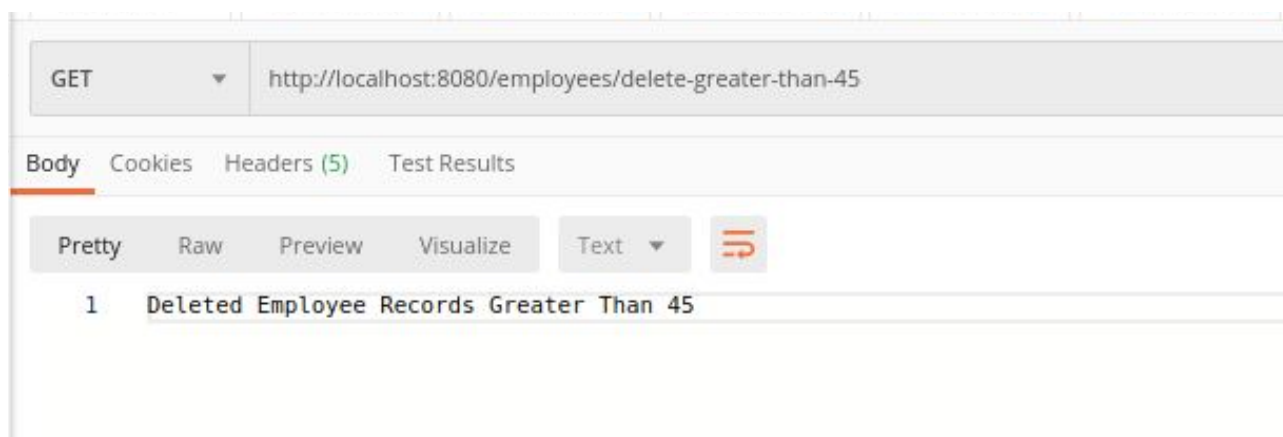 GET http://localhost:8080/employees/delete-greater-than-45
Body Cookies Headers (5) Test Results
Pretty Raw Preview Visualize Text
1 Deleted Employee Records Greater Than 45